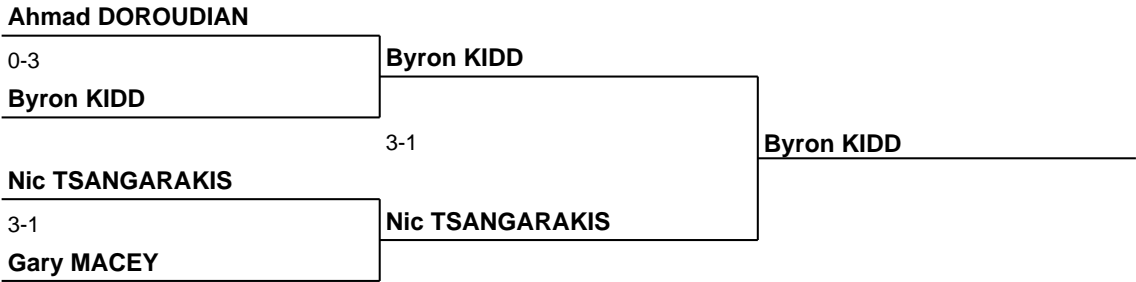 Ahmad DOROUDIAN
0-3
Byron KIDD
Byron KIDD
3-1
Byron KIDD
Nic TSANGARAKIS
3-1
Nic TSANGARAKIS
Gary MACEY